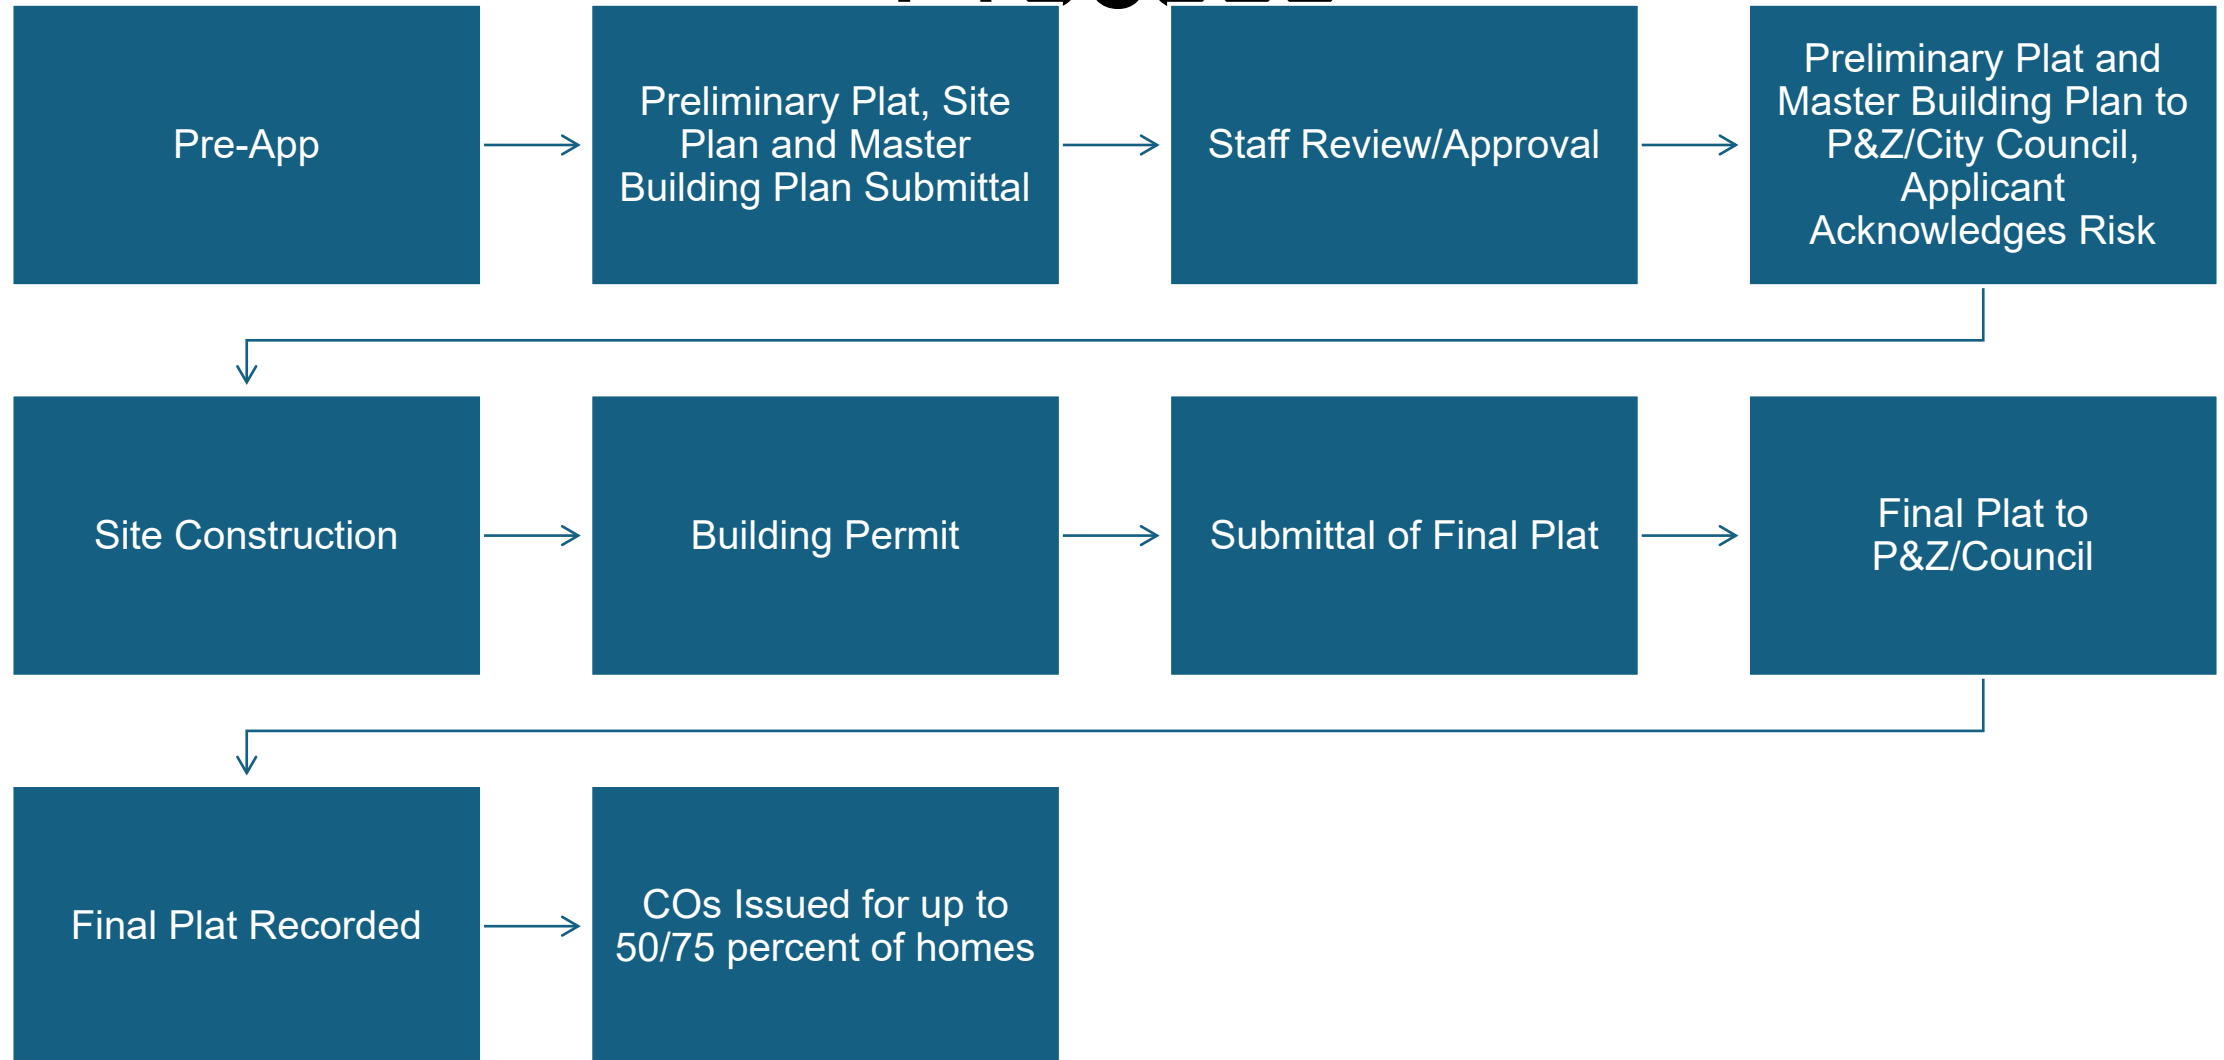 Pre-App
Preliminary Plat, Site
Plan and Master
Building Plan Submittal
Staff Review/Approval
Preliminary Plat and
Master Building Plan to
P&Z/City Council,
Applicant
Acknowledges Risk
Site Construction
Building Permit
Submittal of Final Plat
Final Plat to
P&Z/Council
Final Plat Recorded
COs Issued for up to
50/75 percent of homes